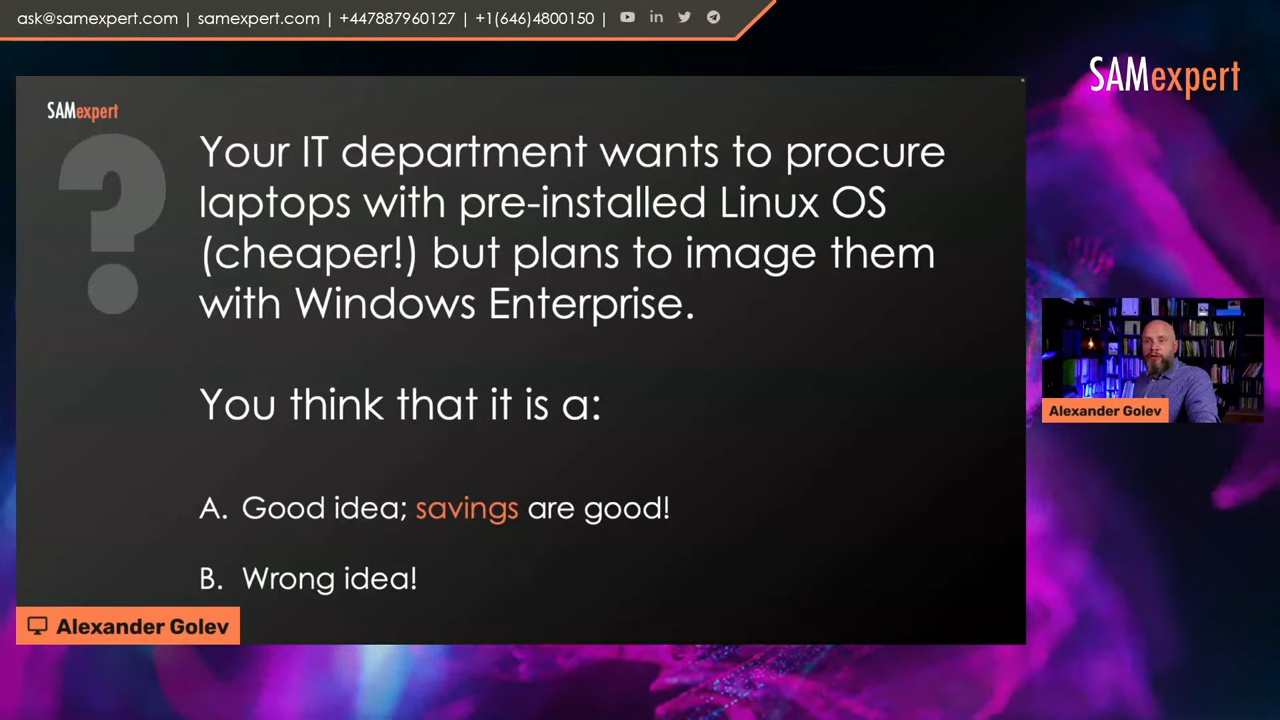 ask@samexpert.com | samexpert.com | +447887960127 | +1(646)4800150 |
SAMexpert
SAMexpert
?
Your IT department wants to procure
laptops with pre-installed Linux OS
(cheaper!) but plans to image them
with Windows Enterprise.
You think that it is a:
A. Good idea; savings are good!
B. Wrong idea!
Alexander Golev
Alexander Golev